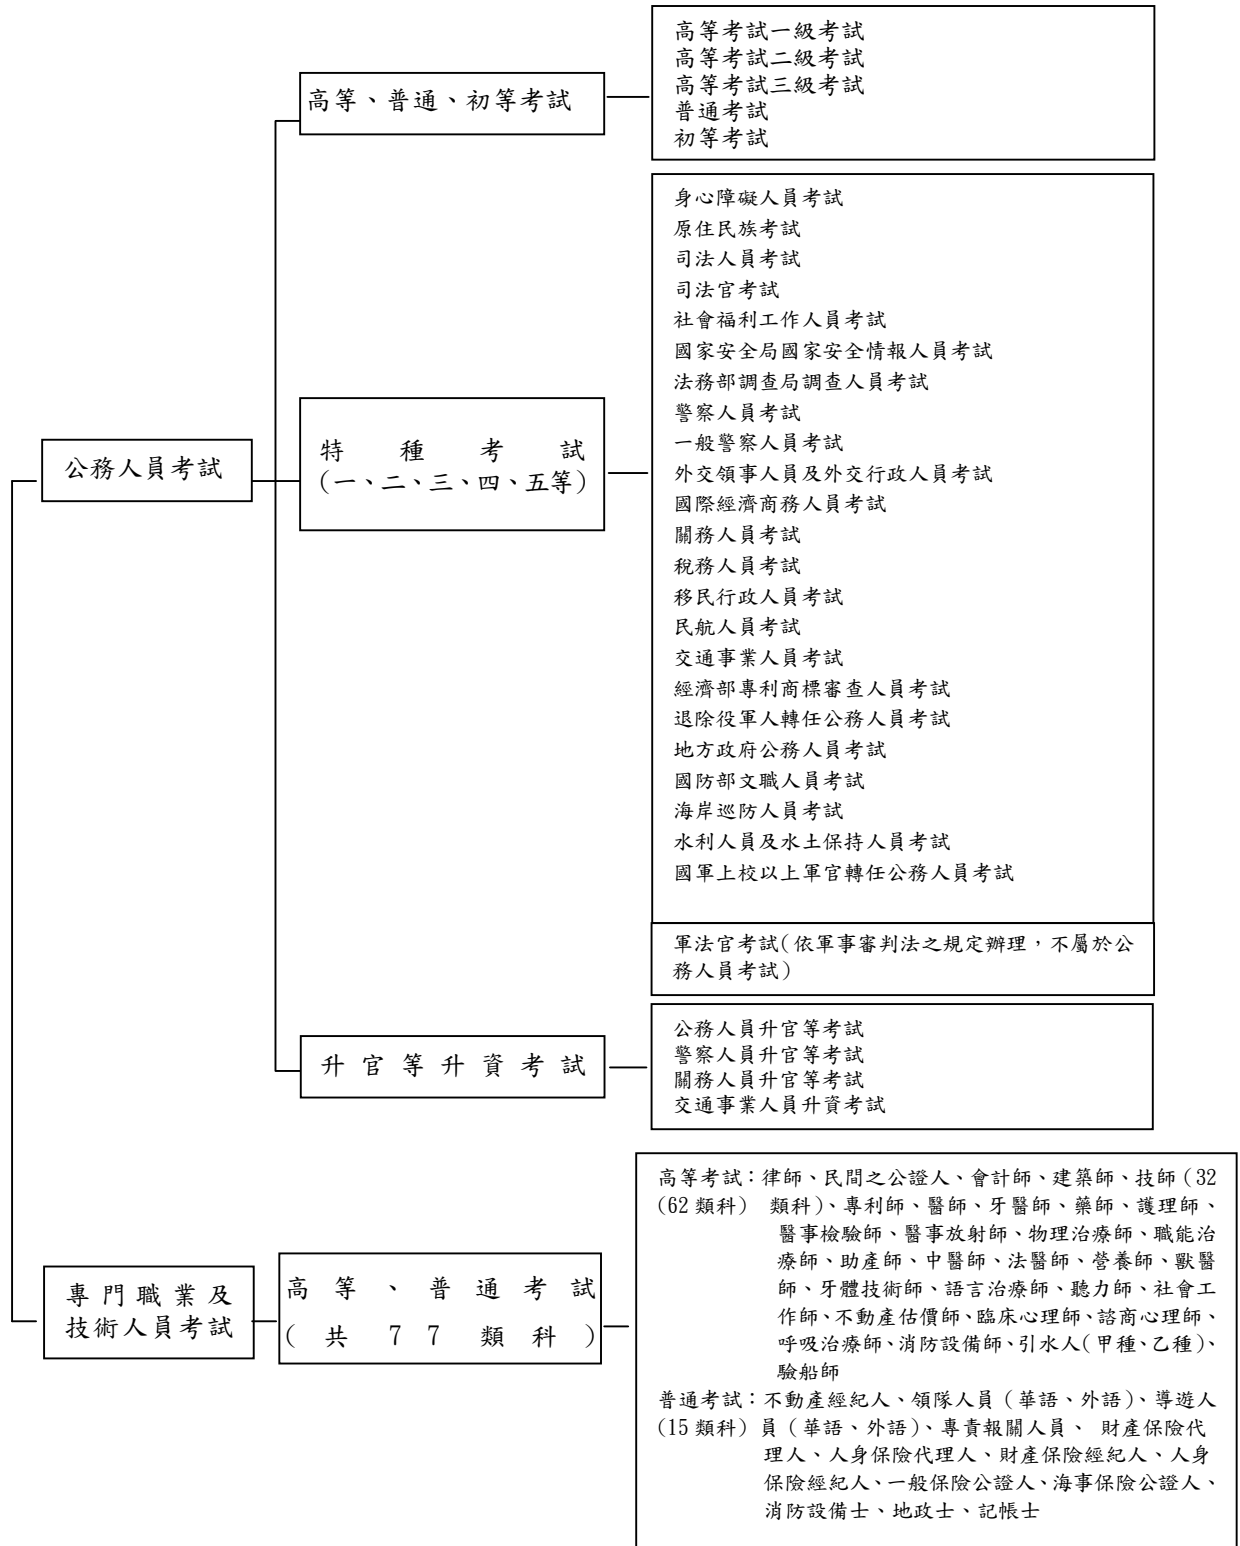 高等考試一級考試
高等考試二級考試
高等考試三級考試
普通考試
初等考試
高等、普通、初等考試
身心障礙人員考試
原住民族考試
司法人員考試
司法官考試
社會福利工作人員考試
國家安全局國家安全情報人員考試
法務部調查局調查人員考試
警察人員考試
一般警察人員考試
外交領事人員及外交行政人員考試
國際經濟商務人員考試
關務人員考試
稅務人員考試
移民行政人員考試
民航人員考試
交通事業人員考試
經濟部專利商標審查人員考試
退除役軍人轉任公務人員考試
地方政府公務人員考試
國防部文職人員考試
海岸巡防人員考試
水利人員及水土保持人員考試
國軍上校以上軍官轉任公務人員考試
特種考試
(一、二、三、四、五等)
公務人員考試
軍法官考試(依軍事審判法之規定辦理，不屬於公
務人員考試)
公務人員升官等考試
警察人員升官等考試
關務人員升官等考試
交通事業人員升資考試
升官等升資考試
專門職業及
技術人員考試
高等、普通考試
(共77類科)
高等考試：律師、民間之公證人、會計師、建築師、技師(32
(62類科) 類科)、專利師、醫師、牙醫師、藥師、護理師、
醫事檢驗師、醫事放射師、物理治療師、職能治
療師、助產師、中醫師、法醫師、營養師、獸醫
師、牙體技術師、語言治療師、聽力師、社會工
作師、不動產估價師、臨床心理師、諮商心理師、
呼吸治療師、消防設備師、引水人(甲種、乙種)、
驗船師
普通考試：不動產經紀人、領隊人員(華語、外語)、導遊人
(15類科) 員(華語、外語)、專責報關人員、 財產保險代
理人、人身保險代理人、財產保險經紀人、人身
保險經紀人、一般保險公證人、海事保險公證人、
消防設備士、地政士、記帳士